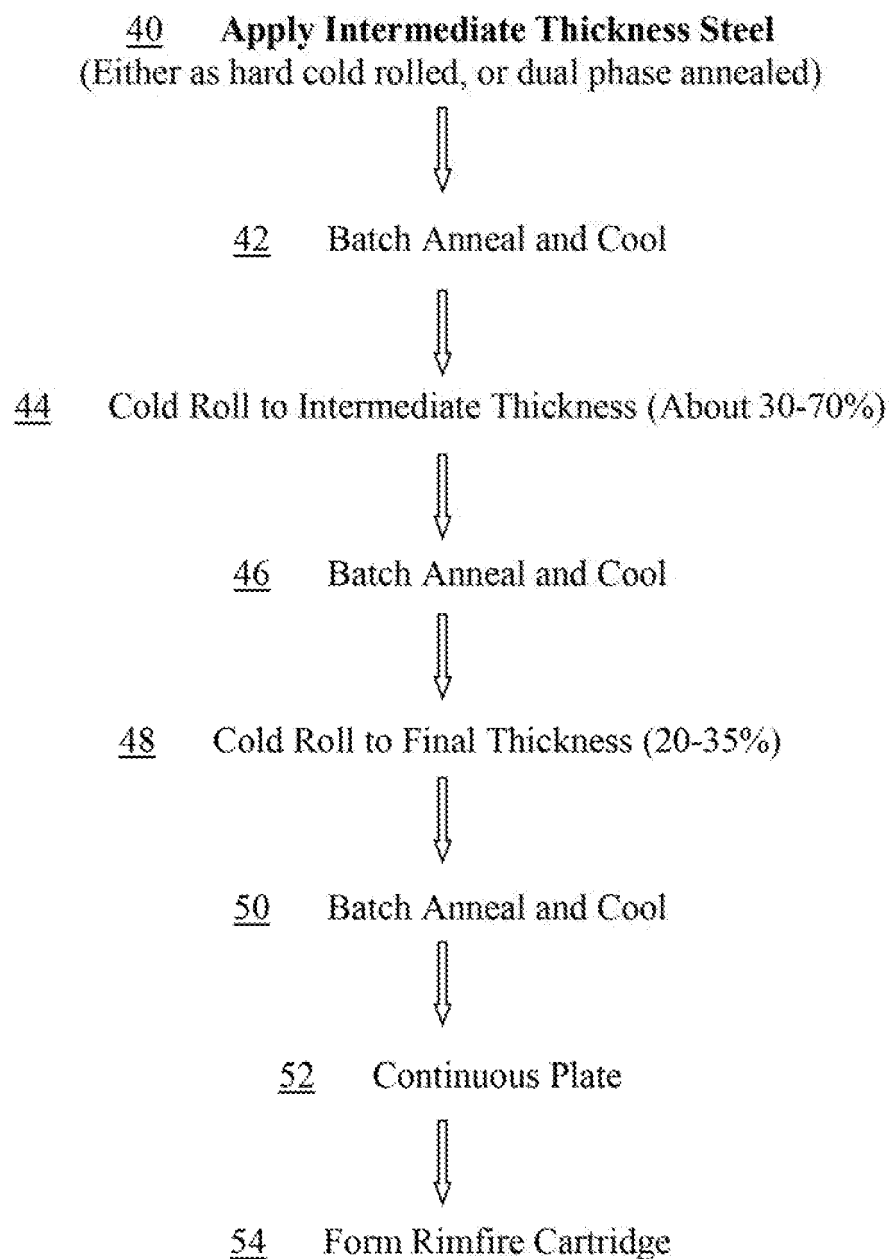 40 Apply Intermediate Thickness Steel
(Either as hard cold rolled, or dual phase annealed)
42 Batch Anneal and Cool
44 Cold Roll to Intermediate Thickness (About 30-70%)
46 Batch Anneal and Cool
48 Cold Roll to Final Thickness (20-35%)
50 Batch Anneal and Cool
52 Continuous Plate
54 Form Rimfire Cartridge